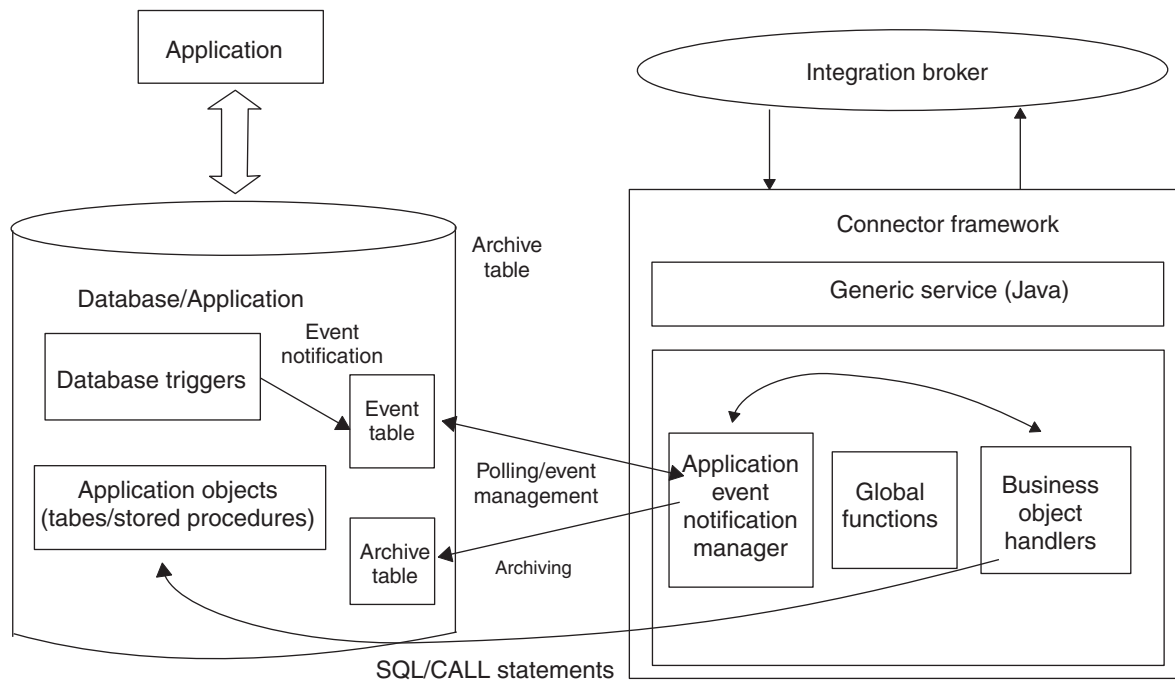 Application
Integration broker
Archive
table
Connector framework
Database/Application
Generic service (Java)
Event
notification
Database triggers
Event
table
Polling/event
management
Application
event
notification
manager
Global
functions
Business
object
handlers
Application objects
(tabes/stored procedures)
Archive
table
Archiving
SQL/CALL statements